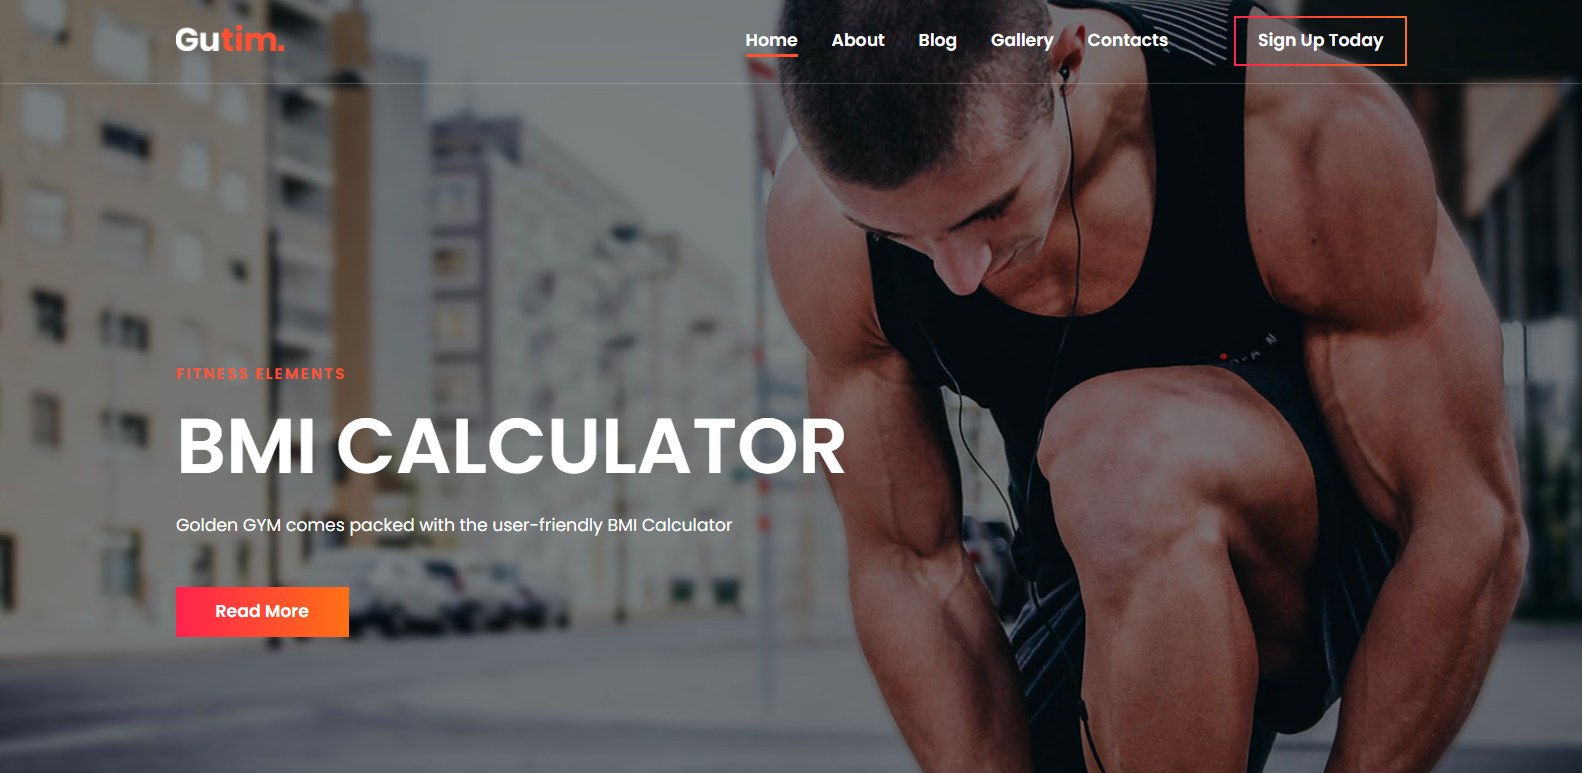 Gutim.
Home About Blog Gallery Contacts Sign Up Today
FITNESS ELEMENTS
BMI CALCULATOR
Golden GYM comes packed with the user-friendly BMI Calculator
Read More